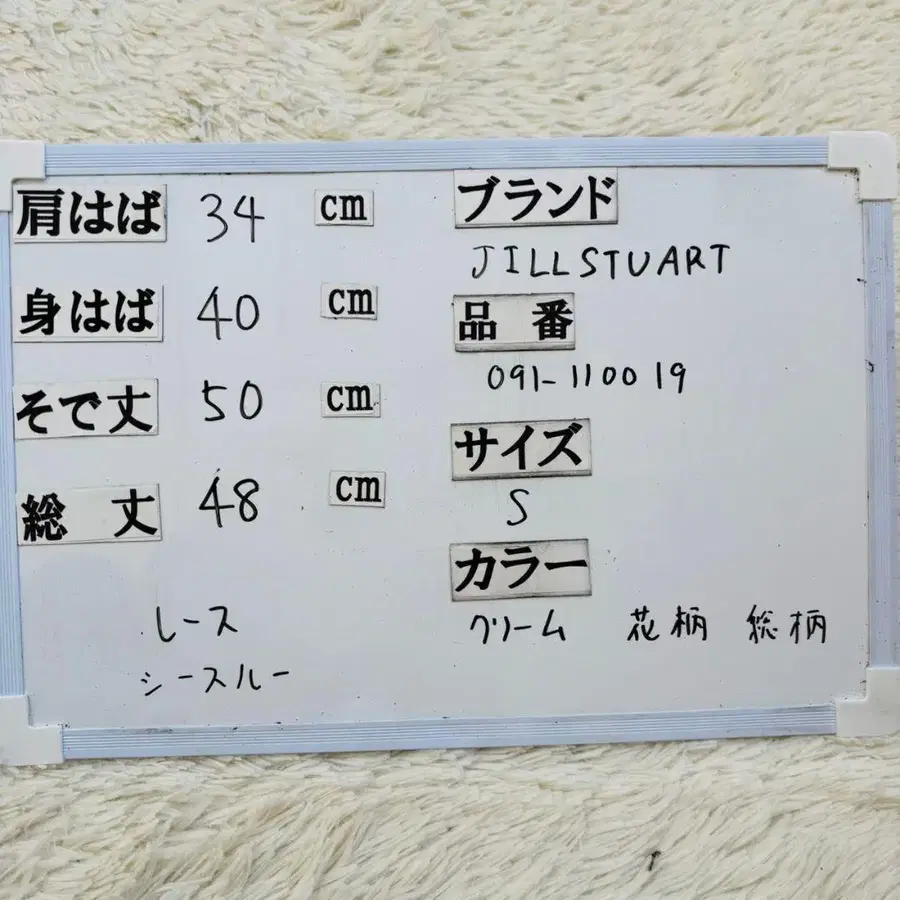 肩はば 34 cm
身はば 40 cm
そで丈 50 cm
総 丈 48 cm
レース
シースルー
ブランド
JILLSTUART
品 番
091-110019
サイズ
S
カラー
クリーム 花柄 総柄